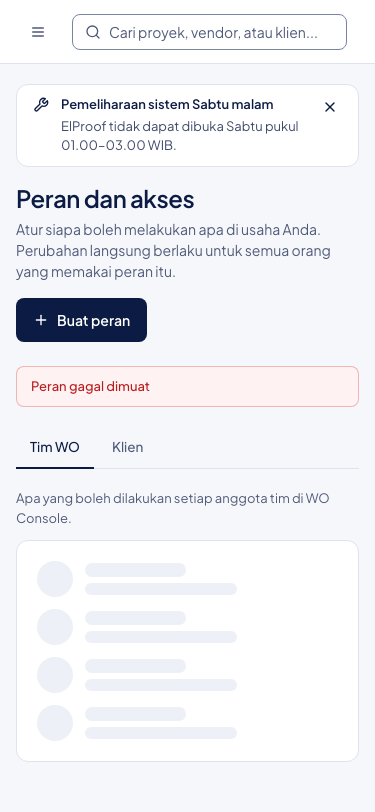 Cari proyek, vendor, atau klien...
Pemeliharaan sistem Sabtu malam
ElProof tidak dapat dibuka Sabtu pukul
01.00–03.00 WIB.
Peran dan akses
Atur siapa boleh melakukan apa di usaha Anda.
Perubahan langsung berlaku untuk semua orang
yang memakai peran itu.
Buat peran
Peran gagal dimuat
Tim WO
Klien
Apa yang boleh dilakukan setiap anggota tim di WO
Console.